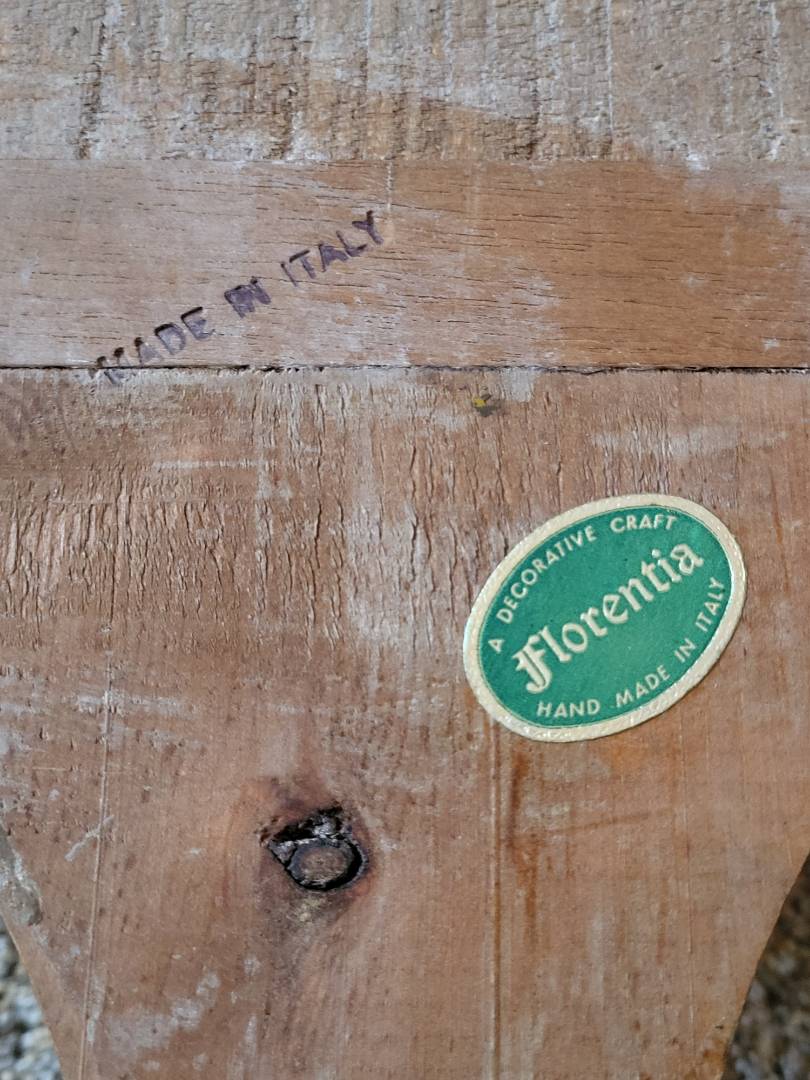 MADE IN ITALY
A DECORATIVE CRAFT
Florentia
HAND MADE IN ITALY